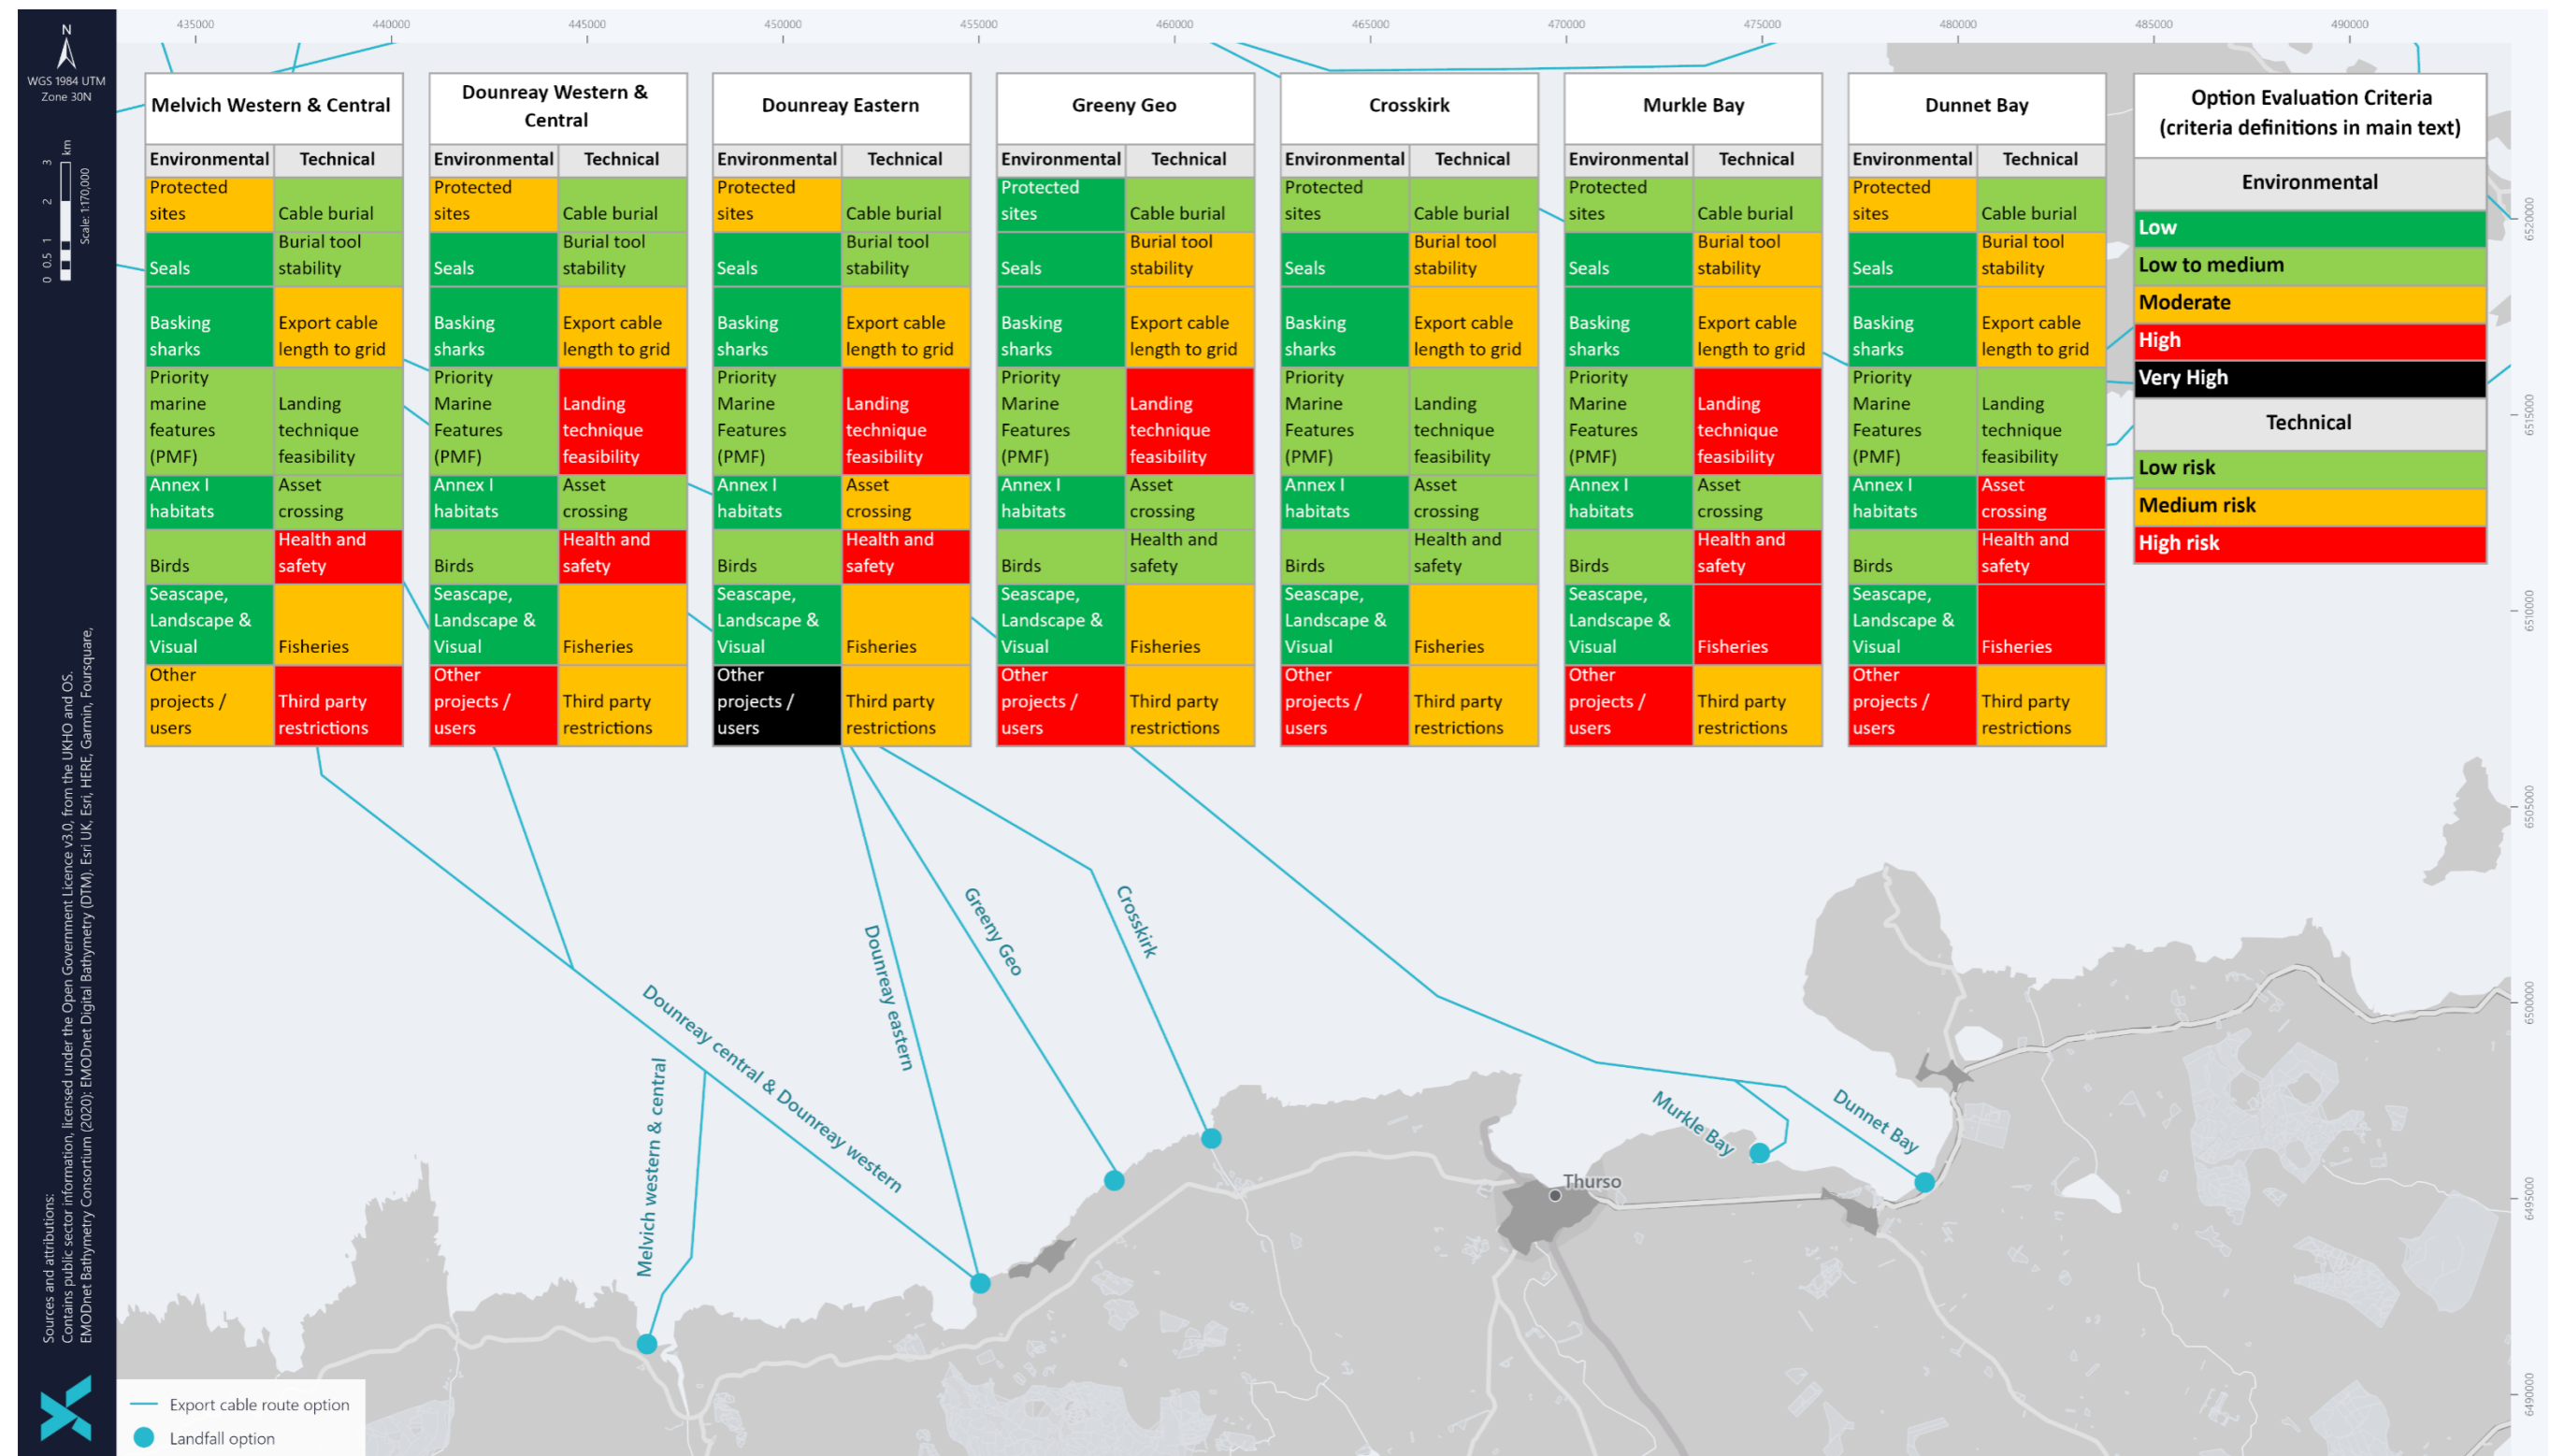 435000
440000
445000
450000
455000
460000
465000
470000
475000
480000
485000
490000
N
WGS 1984 UTM
Zone 30N
0 0.5 1 2 3
km
Scale: 1:170,000
Sources and attributions:
Contains public sector information, licensed under the Open Government Licence v3.0, from the UKHO and OS.
EMODnet Bathymetry Consortium (2020): EMODnet Digital Bathymetry (DTM). Esri UK, Esri, HERE, Garmin, Foursquare,
Melvich Western & Central
Environmental
Technical
Protected
sites
Cable burial
Seals
Burial tool
stability
Basking
sharks
Export cable
length to grid
Priority
marine
features
(PMF)
Landing
technique
feasibility
Annex I
habitats
Asset
crossing
Birds
Health and
safety
Seascape,
Landscape &
Visual
Fisheries
Other
projects /
users
Third party
restrictions
Dounreay Western &
Central
Environmental
Technical
Protected
sites
Cable burial
Seals
Burial tool
stability
Basking
sharks
Export cable
length to grid
Priority
Marine
Features
(PMF)
Landing
technique
feasibility
Annex I
habitats
Asset
crossing
Birds
Health and
safety
Seascape,
Landscape &
Visual
Fisheries
Other
projects /
users
Third party
restrictions
Dounreay Eastern
Environmental
Technical
Protected
sites
Cable burial
Seals
Burial tool
stability
Basking
sharks
Export cable
length to grid
Priority
Marine
Features
(PMF)
Landing
technique
feasibility
Annex I
habitats
Asset
crossing
Birds
Health and
safety
Seascape,
Landscape &
Visual
Fisheries
Other
projects /
users
Third party
restrictions
Greeny Geo
Environmental
Technical
Protected
sites
Cable burial
Seals
Burial tool
stability
Basking
sharks
Export cable
length to grid
Priority
Marine
Features
(PMF)
Landing
technique
feasibility
Annex I
habitats
Asset
crossing
Birds
Health and
safety
Seascape,
Landscape &
Visual
Fisheries
Other
projects /
users
Third party
restrictions
Crosskirk
Environmental
Technical
Protected
sites
Cable burial
Seals
Burial tool
stability
Basking
sharks
Export cable
length to grid
Priority
Marine
Features
(PMF)
Landing
technique
feasibility
Annex I
habitats
Asset
crossing
Birds
Health and
safety
Seascape,
Landscape &
Visual
Fisheries
Other
projects /
users
Third party
restrictions
Murkle Bay
Environmental
Technical
Protected
sites
Cable burial
Seals
Burial tool
stability
Basking
sharks
Export cable
length to grid
Priority
Marine
Features
(PMF)
Landing
technique
feasibility
Annex I
habitats
Asset
crossing
Birds
Health and
safety
Seascape,
Landscape &
Visual
Fisheries
Other
projects /
users
Third party
restrictions
Dunnet Bay
Environmental
Technical
Protected
sites
Cable burial
Seals
Burial tool
stability
Basking
sharks
Export cable
length to grid
Priority
Marine
Features
(PMF)
Landing
technique
feasibility
Annex I
habitats
Asset
crossing
Birds
Health and
safety
Seascape,
Landscape &
Visual
Fisheries
Other
projects /
users
Third party
restrictions
Option Evaluation Criteria
(criteria definitions in main text)
Environmental
Low
Low to medium
Moderate
High
Very High
Technical
Low risk
Medium risk
High risk
6520000
6515000
6510000
6505000
6500000
6495000
6490000
Melvich western & central
Dounreay central & Dounreay western
Dounreay eastern
Greeny Geo
Crosskirk
Murkle Bay
Dunnet Bay
Thurso
Export cable route option
Landfall option